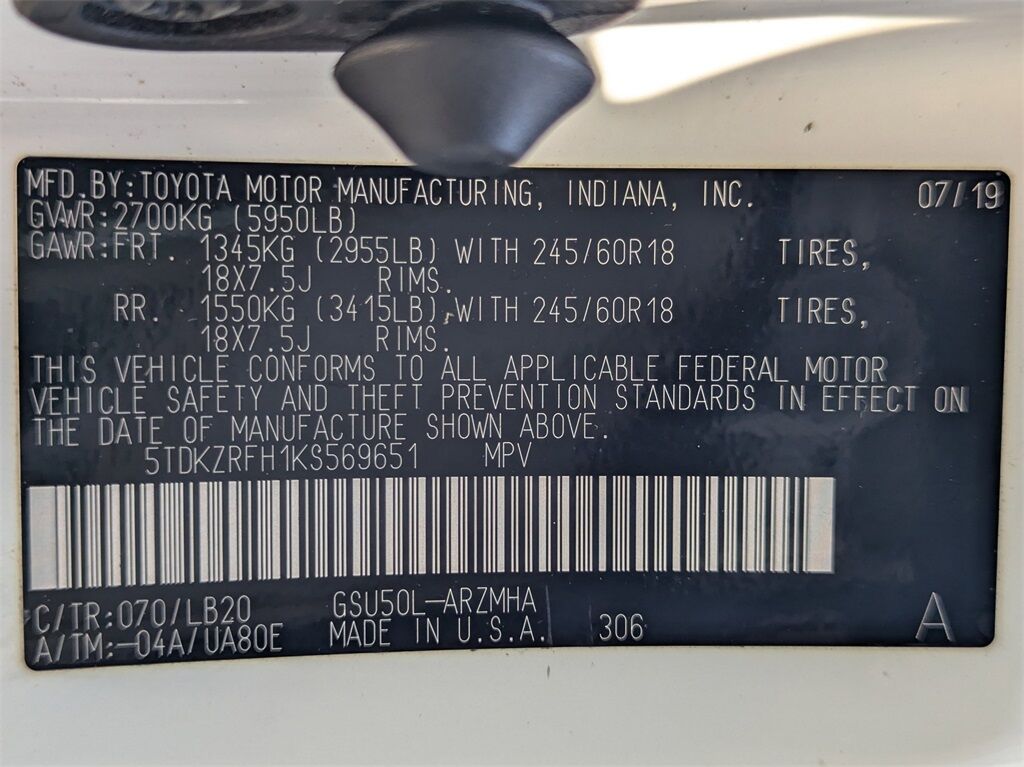 MFD.BY:TOYOTA MOTOR MANUFACTURING, INDIANA, INC. 07/19
GVWR:2700KG (5950LB)
GAWR:FRT. 1345KG (2955LB) WITH 245/60R18 TIRES,
18X7.5J RIMS.
RR. 1550KG (3415LB) WITH 245/60R18 TIRES,
18X7.5J RIMS.
THIS VEHICLE CONFORMS TO ALL APPLICABLE FEDERAL MOTOR
VEHICLE SAFETY AND THEFT PREVENTION STANDARDS IN EFFECT ON
THE DATE OF MANUFACTURE SHOWN ABOVE.
5TDKZRFH1KS569651 MPV
C/TR:070/LB20 GSU50L-ARZMHA
A/TM:-04A/UA80E MADE IN U.S.A. 306 A